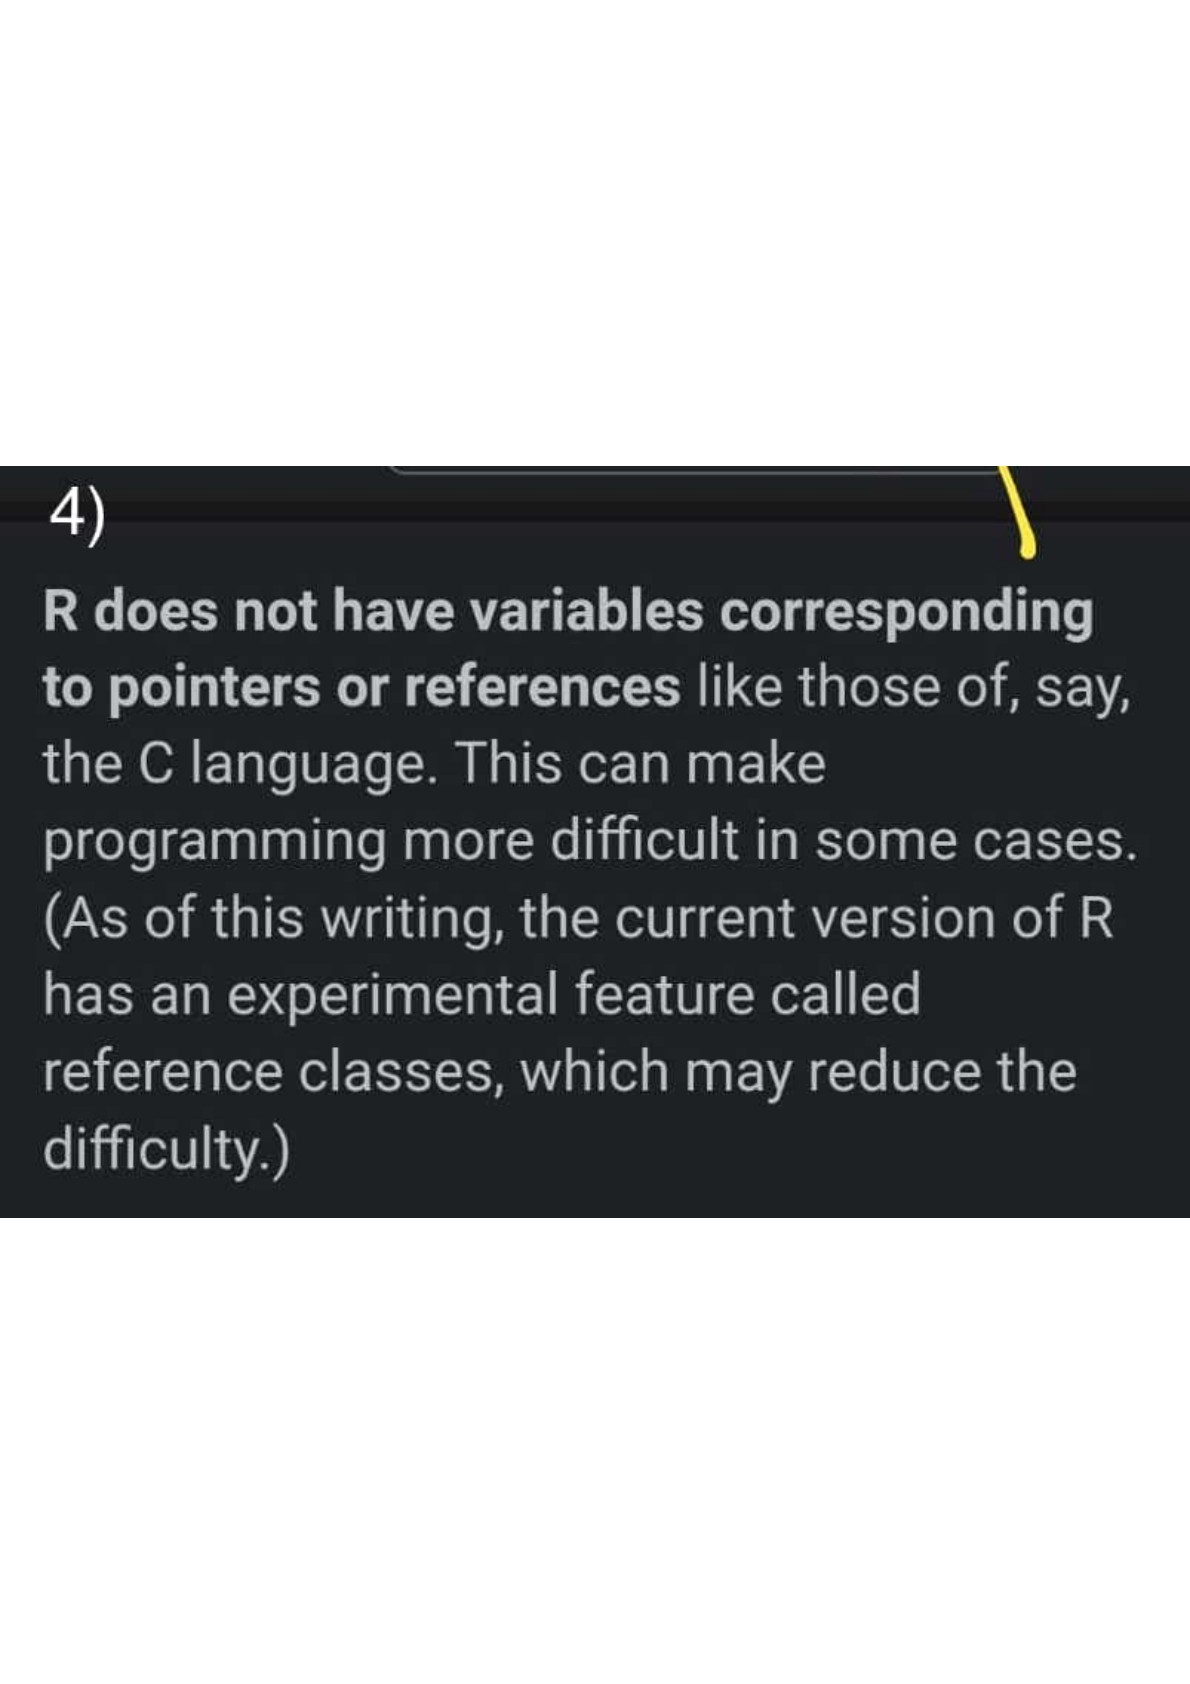 4)
R does not have variables corresponding
to pointers or references like those of, say,
the C language. This can make
programming more difficult in some cases.
(As of this writing, the current version of R
has an experimental feature called
reference classes, which may reduce the
difficulty.)